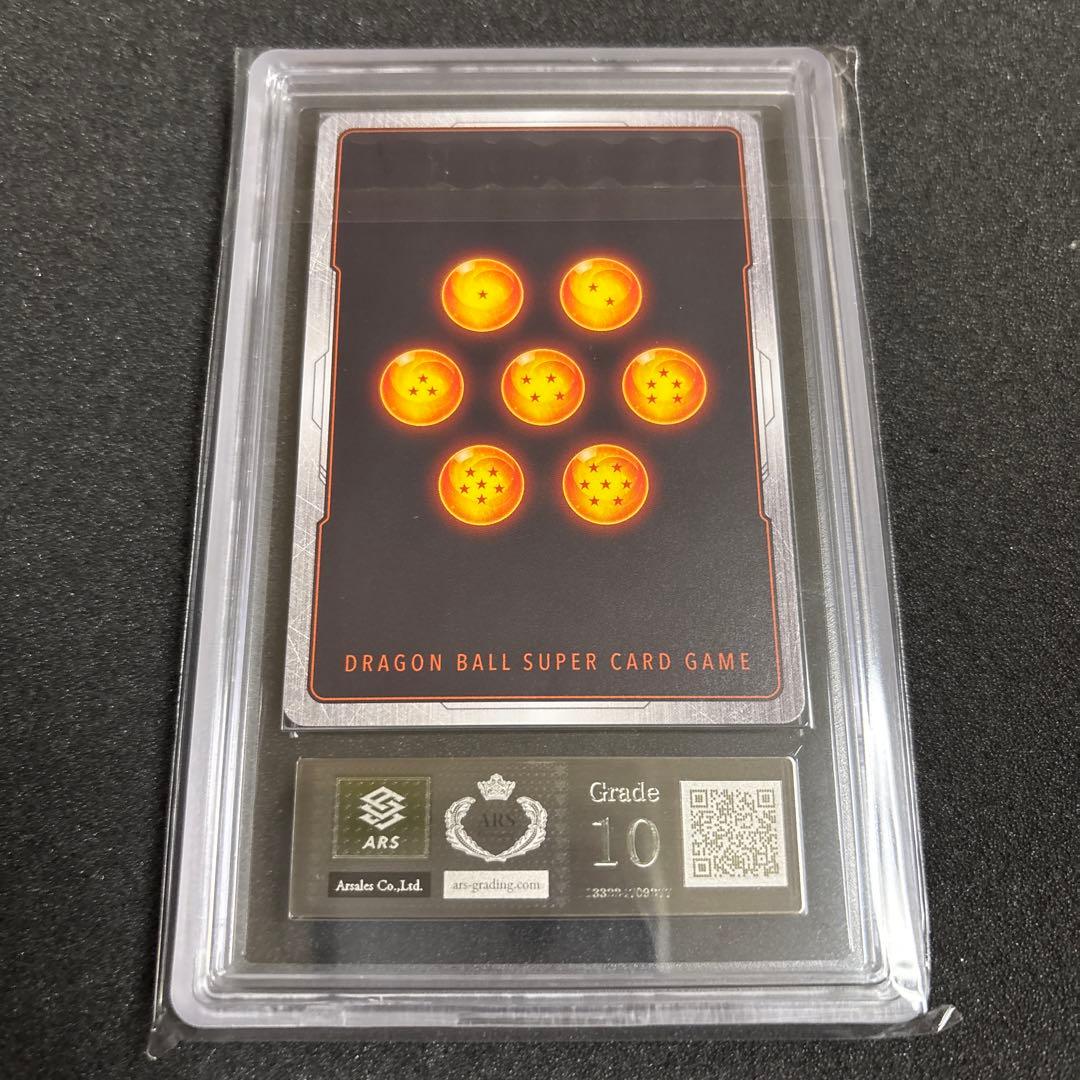 DRAGON BALL SUPER CARD GAME
ARS
Arsales Co.,Ltd.
ARS
ars-grading.com
Grade
10